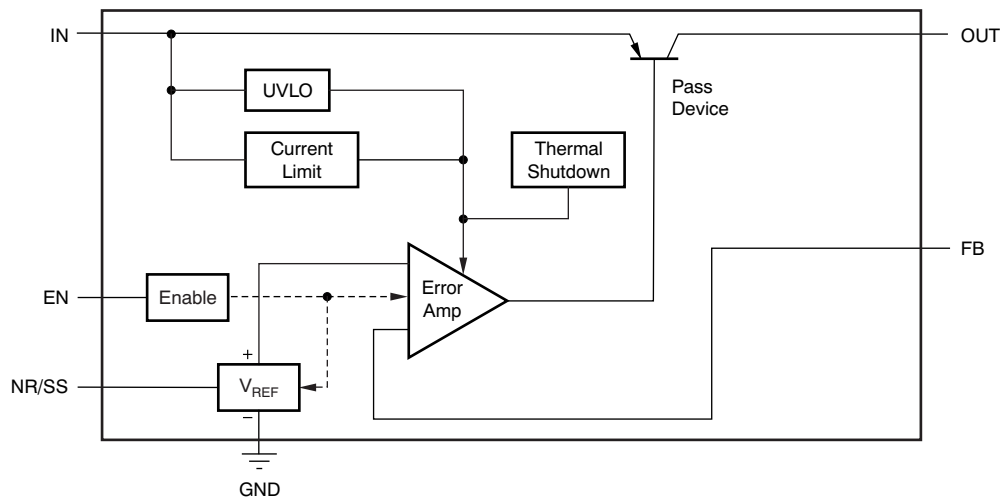 IN
OUT
Pass
Device
UVLO
Current
Limit
Thermal
Shutdown
FB
EN
Enable
Error
Amp
+
NR/SS
VREF
−
GND